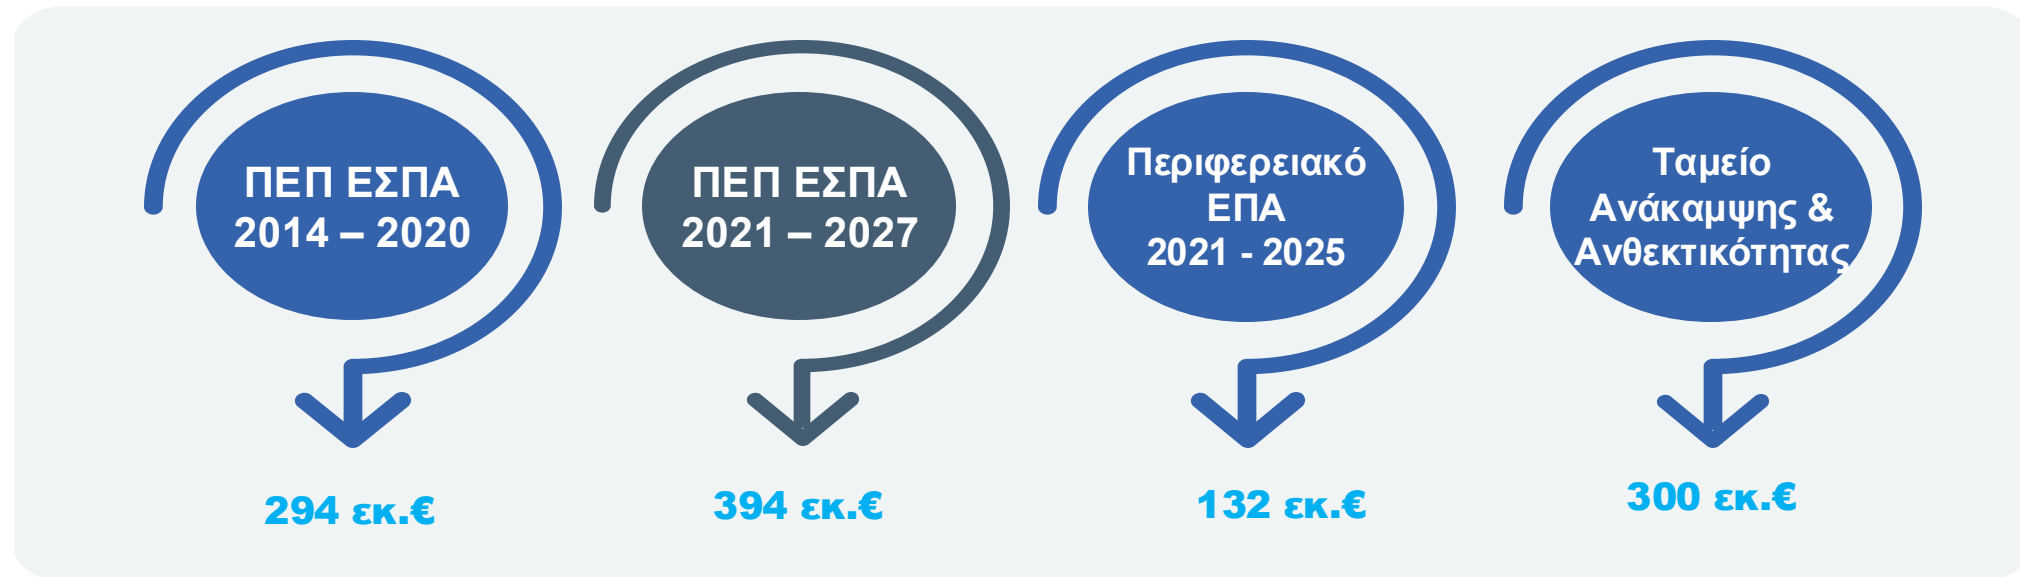 ΠΕΠ ΕΣΠΑ
2014 – 2020
ΠΕΠ ΕΣΠΑ
2021 – 2027
Περιφερειακό
ΕΠΑ
2021 - 2025
Ταμείο
Ανάκαμψης &
Ανθεκτικότητας
294 εκ.€
394 εκ.€
132 εκ.€
300 εκ.€